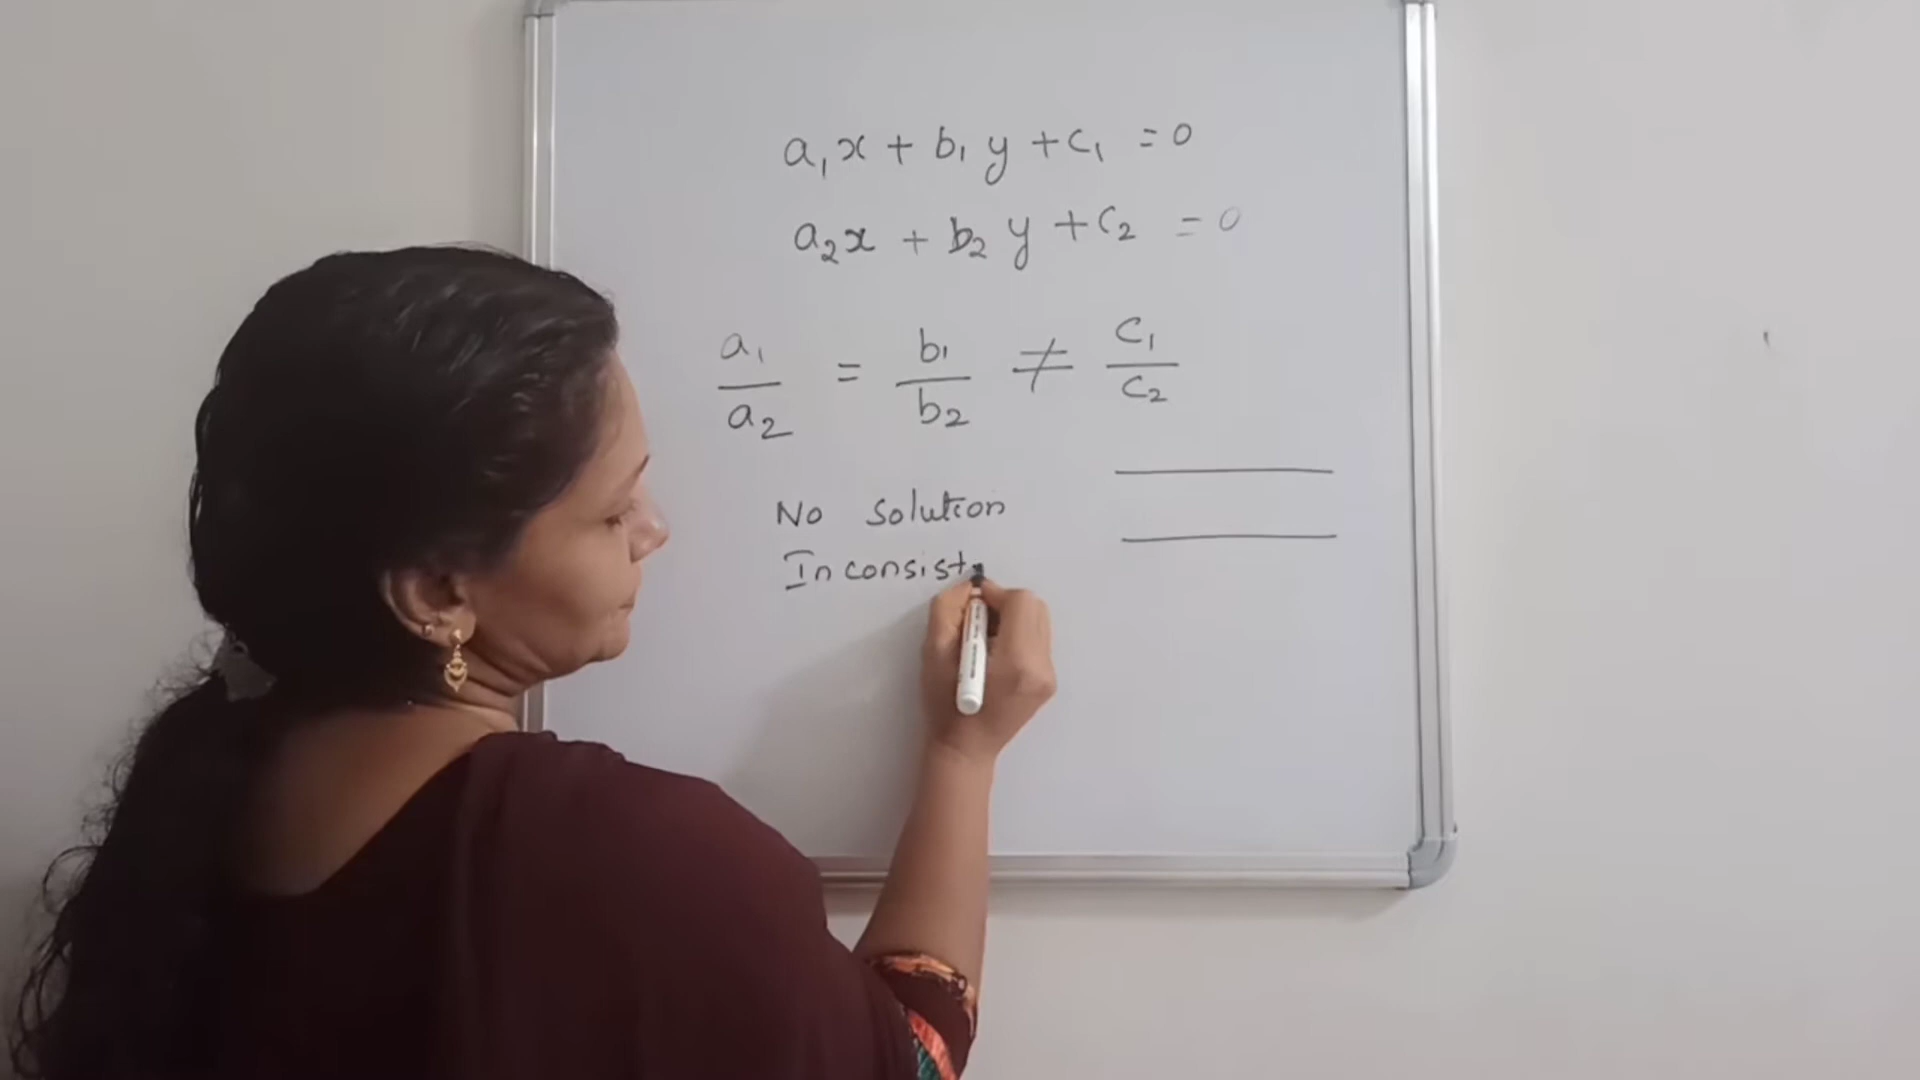 a₁x + b₁y + c₁ = 0
a₂x + b₂y + c₂ = 0
a₁/a₂ = b₁/b₂ ≠ c₁/c₂
No solution
Inconsist